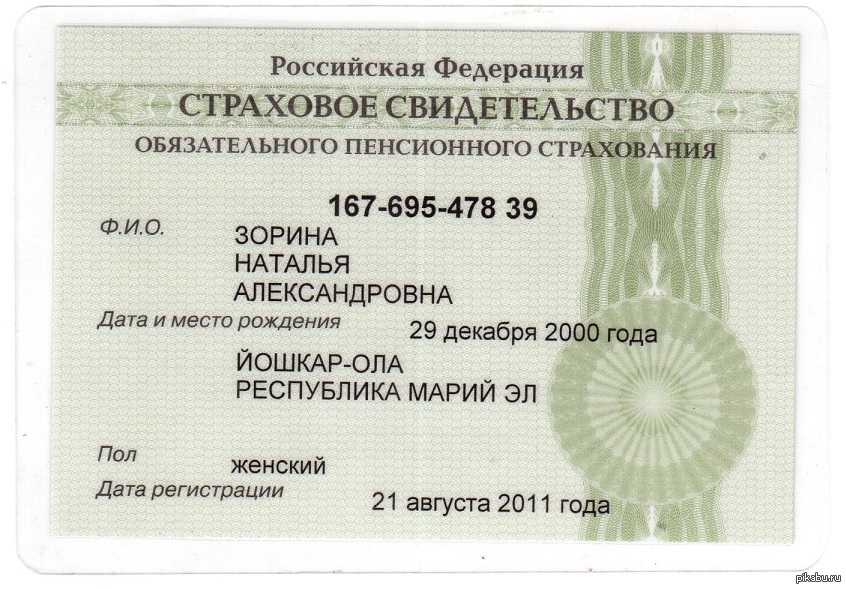 Российская Федерация
СТРАХОВОЕ СВИДЕТЕЛЬСТВО
ОБЯЗАТЕЛЬНОГО ПЕНСИОННОГО СТРАХОВАНИЯ
167-695-478 39
Ф.И.О.
ЗОРИНА
НАТАЛЬЯ
АЛЕКСАНДРОВНА
Дата и место рождения
29 декабря 2000 года
ЙОШКАР-ОЛА
РЕСПУБЛИКА МАРИЙ ЭЛ
Пол
женский
Дата регистрации
21 августа 2011 года
pikabu.ru